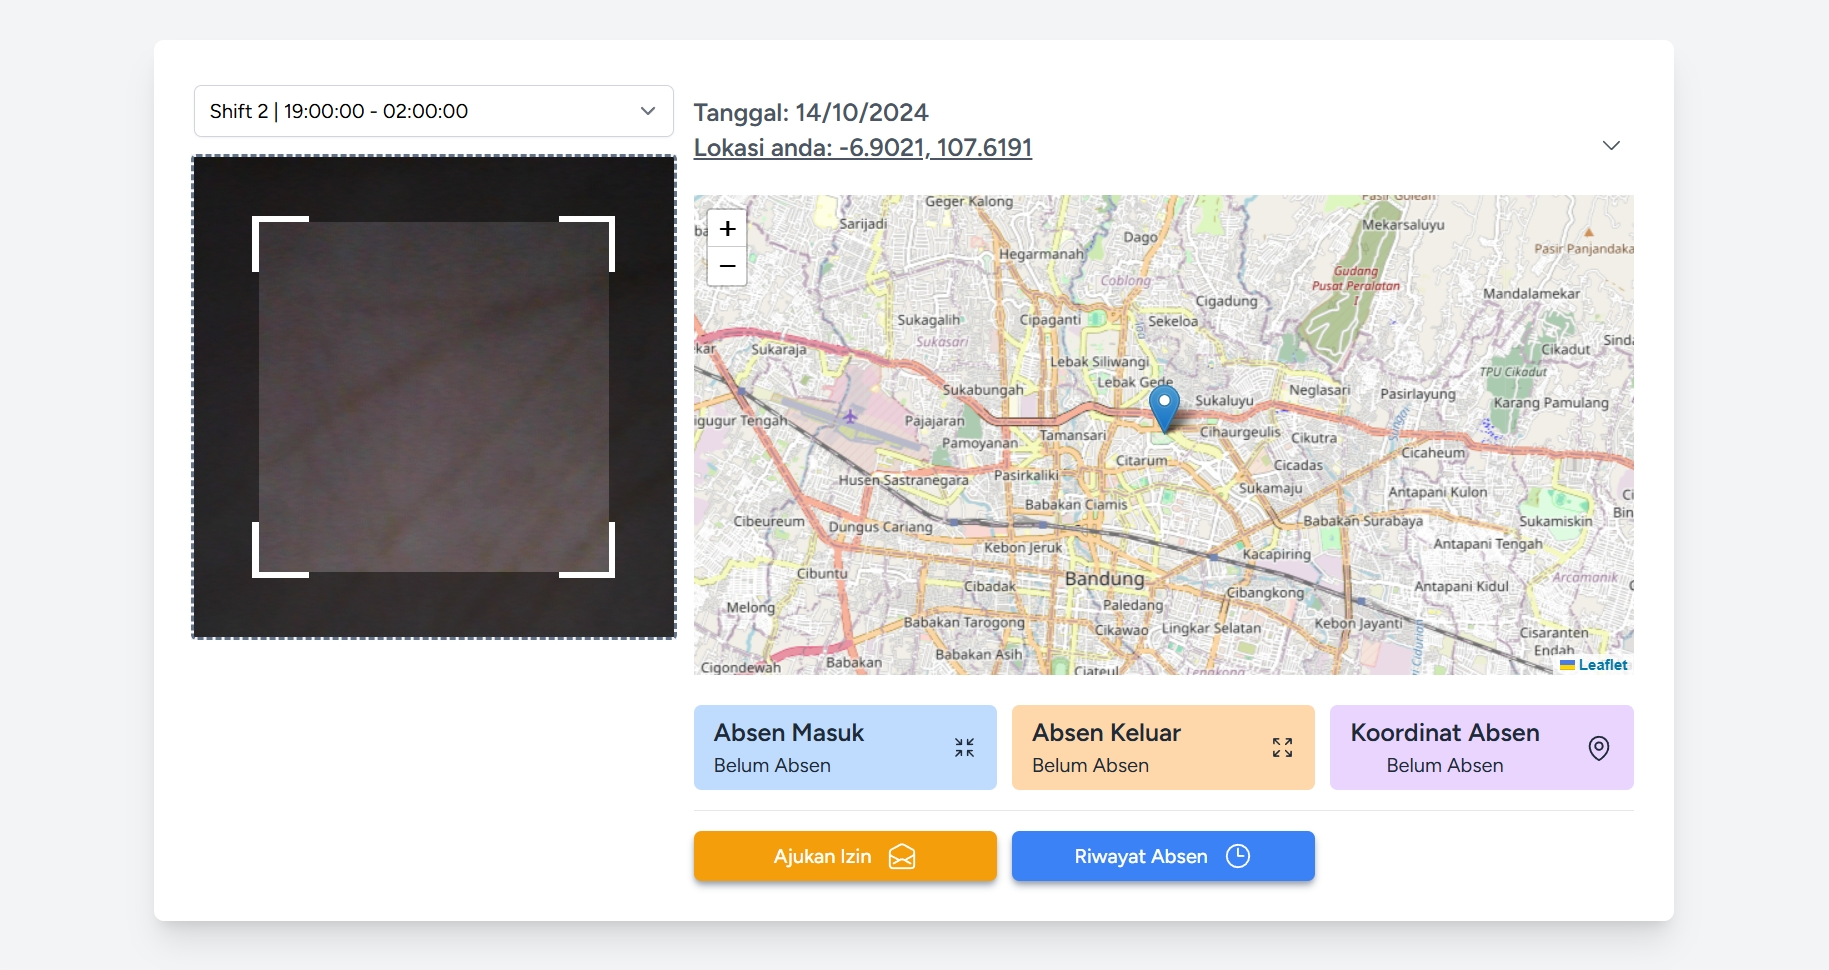 Shift 2 | 19:00:00 - 02:00:00
Tanggal: 14/10/2024
Lokasi anda: -6.9021, 107.6191
+
−
Geger Kalong
Sarijadi
Mekarsaluyu
Dago
Pasir Panjandaka
Hegarmanah
Coblong
Gudang
Pusat Peralatan
I
Mandalamekar
Cigadung
Sukagalih
Cipaganti
Sekeloa
Sukasari
Sukaraja
Cikadut
Lebak Siliwangi
TPU Cikadut
Lebak Gede
Sukabungah
Neglasari
Pasirlayung
Sukaluyu
Karang Pamulang
Pajajaran
Pamoyanan
Tamansari
Cihaurgeulis
Cikutra
Cicaheum
Citarum
Cicadas
Pasirkaliki
Husen Sastranegara
Sukamaju
Antapani Kulon
Babakan Ciamis
Cibeureum
Dungus Cariang
Babakan Surabaya
Sukamiskin
Kebon Jeruk
Kacapiring
Antapani Tengah
Cibuntu
Bandung
Arcamanik
Cibadak
Cibangkong
Antapani Kidul
Melong
Paledang
Babakan Tarogong
Cikawao
Lingkar Selatan
Kebon Jayanti
Cisaranten
Endah
Babakan Asih
Cigondewah
Babakan
Ciateul
Lengkong
Leaflet
Absen Masuk
Belum Absen
Absen Keluar
Belum Absen
Koordinat Absen
Belum Absen
Ajukan Izin
Riwayat Absen